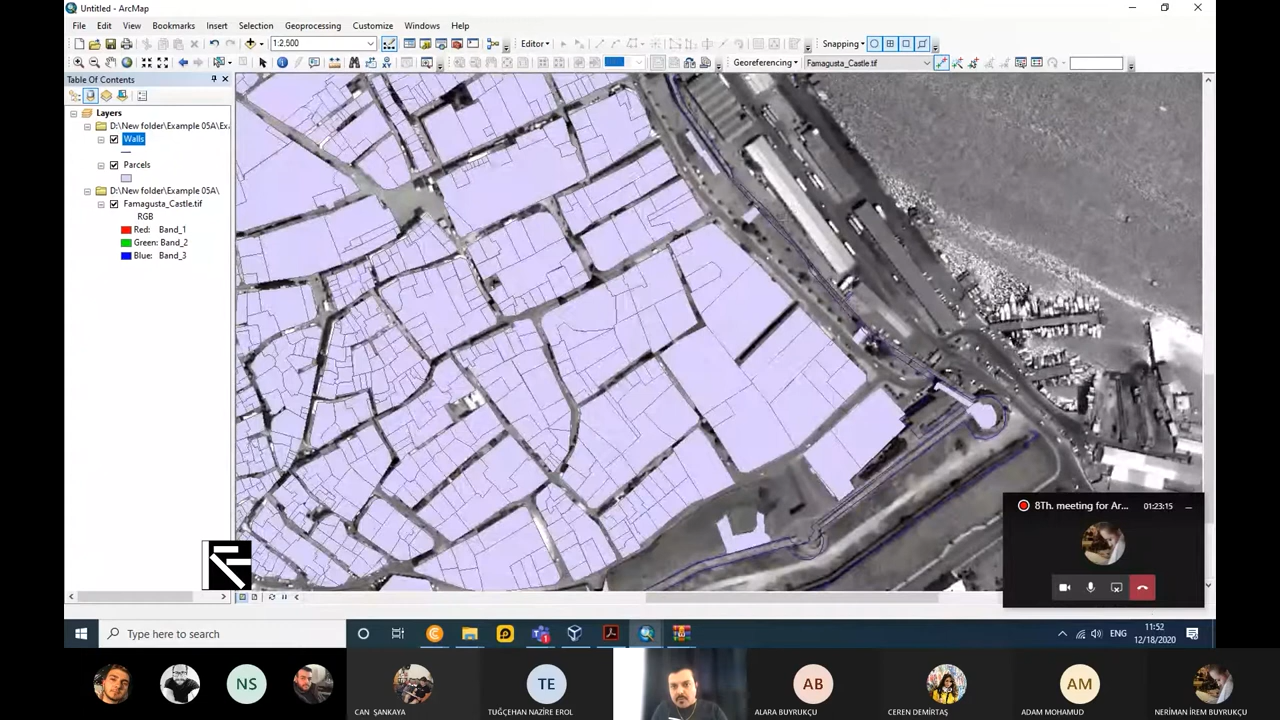 Untitled - ArcMap
File Edit View Bookmarks Insert Selection Geoprocessing Customize Windows Help
1:2.500 Editor Snapping
Georeferencing Famagusta_Castle.tif
Table Of Contents
Layers
D:\New folder\Example 05A\Exa
Walls
Parcels
D:\New folder\Example 05A\
Famagusta_Castle.tif
RGB
Red: Band_1
Green: Band_2
Blue: Band_3
8Th. meeting for Ar... 01:23:15
Type here to search
ENG
11:52
12/18/2020
NS
TE
AB
AM
CAN ŞANKAYA
TUĞÇEHAN NAZİRE EROL
ALARA BUYRUKÇU
CEREN DEMİRTAŞ
ADAM MOHAMUD
NERİMAN İREM BUYRUKÇU